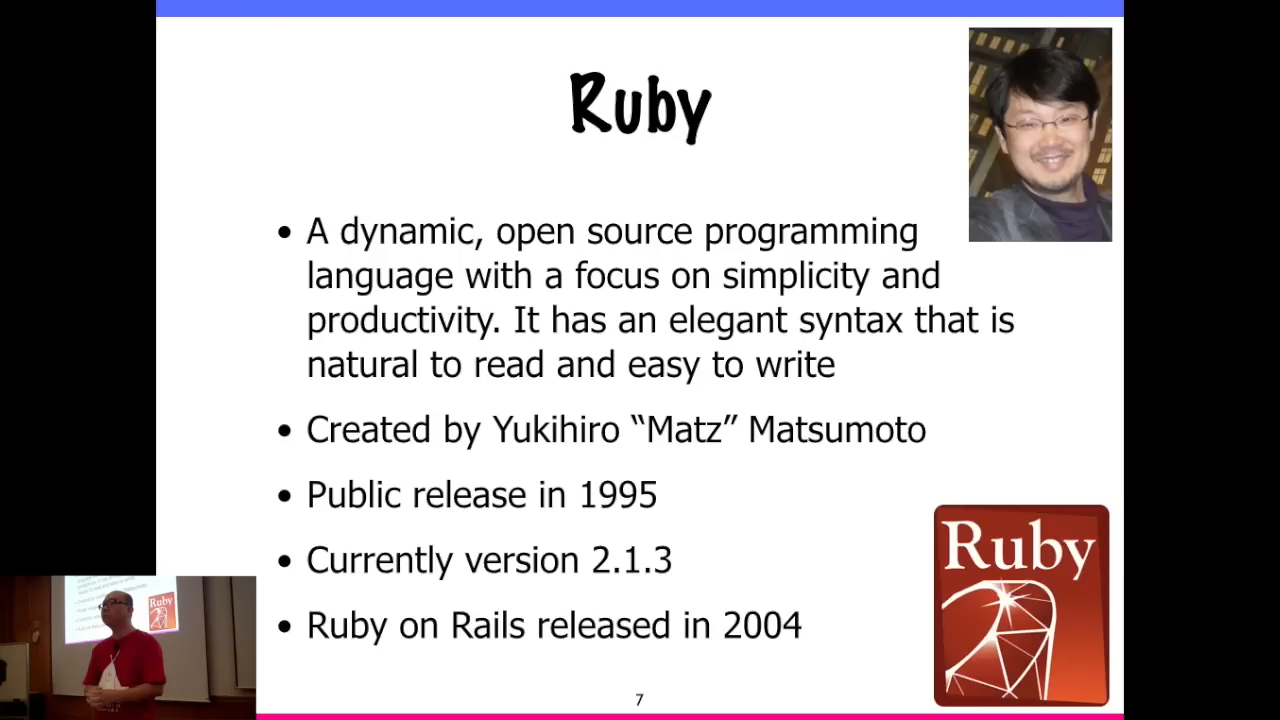 Ruby
• A dynamic, open source programming
language with a focus on simplicity and
productivity. It has an elegant syntax that is
natural to read and easy to write
• Created by Yukihiro “Matz” Matsumoto
• Public release in 1995
• Currently version 2.1.3
• Ruby on Rails released in 2004
Ruby
7
Ruby